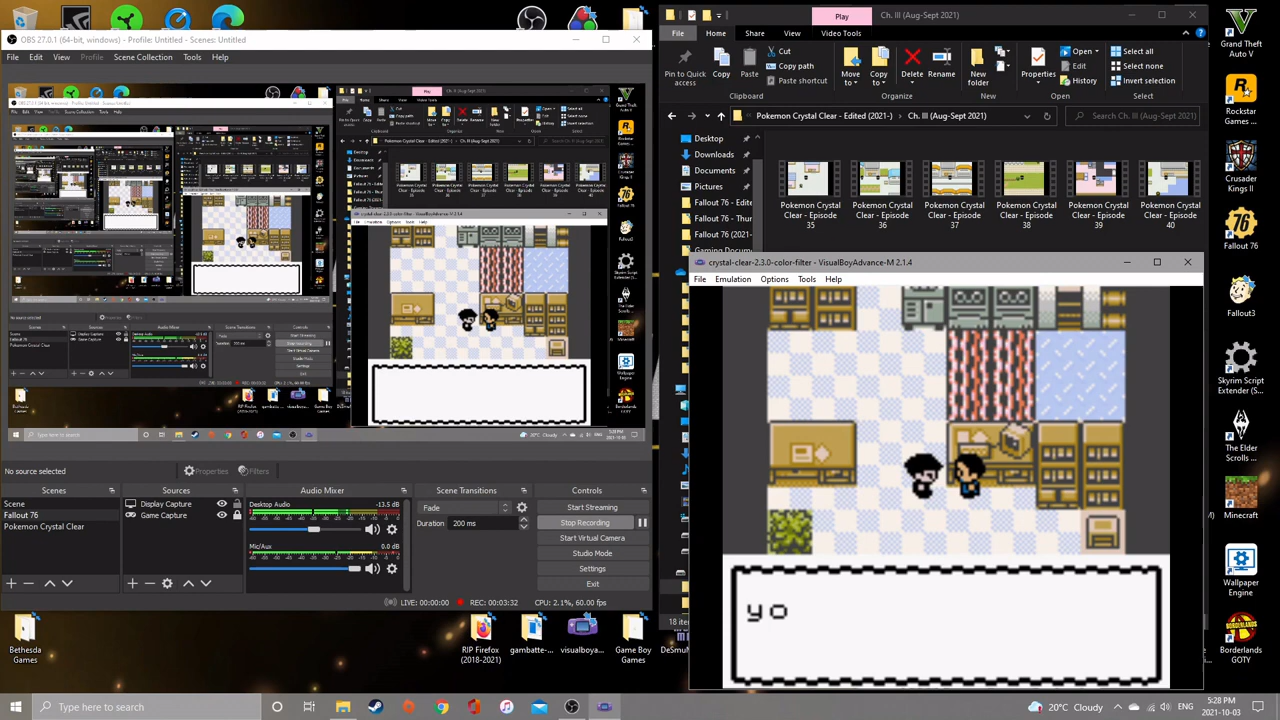 OBS 27.0.1 (64-bit, windows) - Profile: Untitled - Scenes: Untitled
File Edit View Profile Scene Collection Tools Help
No source selected
Properties Filters
Scenes
Scene
Fallout 76
Pokemon Crystal Clear
Sources
Display Capture
Game Capture
Audio Mixer
Desktop Audio -13.5 dB
Mic/Aux 0.0 dB
Scene Transitions
Fade
Duration 200 ms
Controls
Start Streaming
Stop Recording
Start Virtual Camera
Studio Mode
Settings
Exit
LIVE: 00:00:00 REC: 00:03:32 CPU: 2.1%, 60.00 fps
Play Ch. III (Aug-Sept 2021)
File Home Share View Video Tools
Pin to Quick
Access
Copy
Paste
Cut
Copy path
Paste shortcut
Clipboard
Move
to
Copy
to
Delete
Rename
Organize
New
folder
New
Properties
Open
Edit
History
Open
Select all
Select none
Invert selection
Select
Pokemon Crystal Clear - Edited (2021) Ch. III (Aug-Sept 2021)
Desktop
Downloads
Documents
Pictures
Fallout 76 - Edite
Fallout 76 - Thur
Fallout 76 (2021-
Gaming Docume
Pokemon Crystal
Clear - Episode
35
Pokemon Crystal
Clear - Episode
36
Pokemon Crystal
Clear - Episode
37
Pokemon Crystal
Clear - Episode
38
Pokemon Crystal
Clear - Episode
39
Pokemon Crystal
Clear - Episode
40
18 iter
crystal-clear-2.3.0-color-filter - VisualBoyAdvance-M 2.1.4
File Emulation Options Tools Help
yo
Grand Theft
Auto V
Rockstar
Games ...
Crusader
Kings II
Fallout 76
Fallout3
Skyrim Script
Extender (S...
The Elder
Scrolls ...
Minecraft
Wallpaper
Engine
Borderlands
GOTY
Bethesda
Games
RIP Firefox
(2018-2021)
gambatte-...
visualboya...
Game Boy
Games
DeSmuM
Type here to search
20°C Cloudy
ENG
5:28 PM
2021-10-03